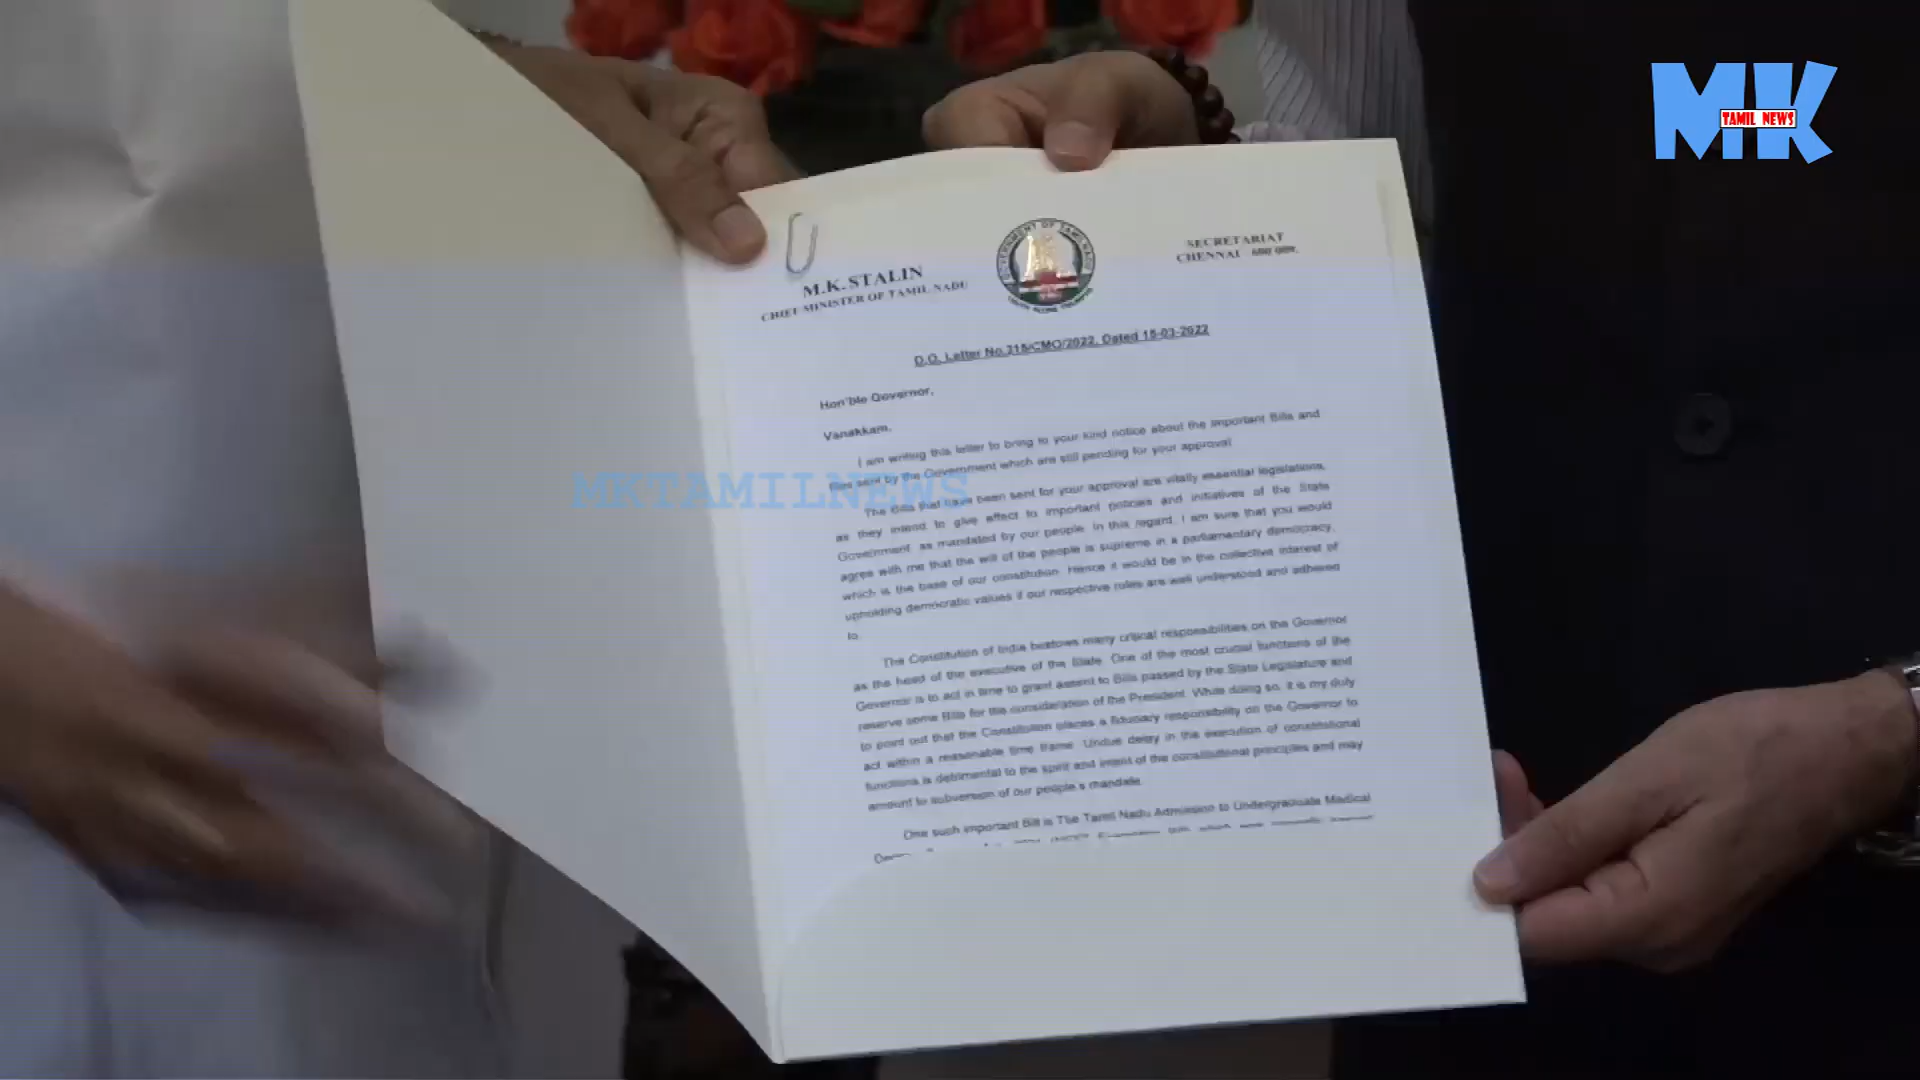 MK
TAMIL NEWS
M.K. STALIN
CHIEF MINISTER OF TAMIL NADU
GOVERNMENT OF TAMILNADU
SECRETARIAT
CHENNAI 600 009.
D.O. Letter No.215/CMO/2022, Dated 15-03-2022
Hon'ble Governor,
Vanakkam.
I am writing this letter to bring to your kind notice about the important Bills and
files sent by the Government which are still pending for your approval.
MKTAMILNEWS
The Bills that have been sent for your approval are vitally essential legislations,
as they intend to give effect to important policies and initiatives of the State
Government, as mandated by our people. In this regard, I am sure that you would
agree with me that the will of the people is supreme in a parliamentary democracy,
which is the base of our constitution. Hence it would be in the collective interest of
upholding democratic values if our respective roles are well understood and adhered
to.
The Constitution of India bestows many critical responsibilities on the Governor
as the head of the executive of the State. One of the most crucial functions of the
Governor is to act in time to grant assent to Bills passed by the State Legislature and
reserve some Bills for the consideration of the President. While doing so, it is my duty
to point out that the Constitution places a fiduciary responsibility on the Governor to
act within a reasonable time frame. Undue delay in the execution of constitutional
functions is detrimental to the spirit and intent of the constitutional principles and may
amount to subversion of our people's mandate.
One such important Bill is The Tamil Nadu Admission to Undergraduate Medical